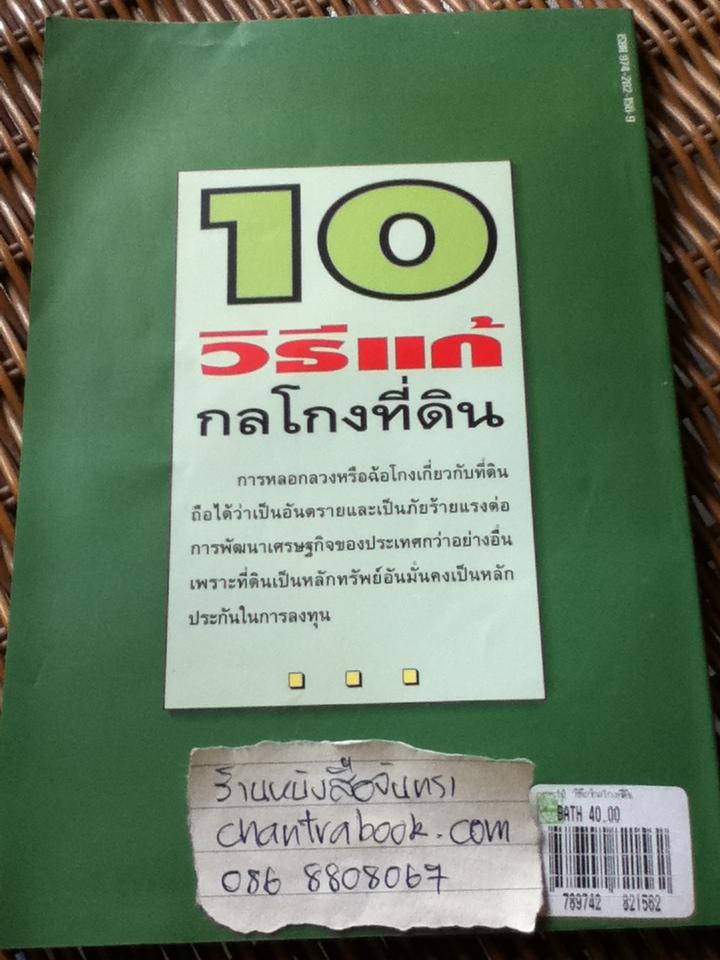 10
วิธีแก้
กลโกงที่ดิน
การหลอกลวงหรือฉ้อโกงเกี่ยวกับที่ดิน
ถือได้ว่าเป็นอันตรายและเป็นภัยร้ายแรงต่อ
การพัฒนาเศรษฐกิจของประเทศกว่าอย่างอื่น
เพราะที่ดินเป็นหลักทรัพย์อันมั่นคงเป็นหลัก
ประกันในการลงทุน
ร้านหนังสือจันทรา
chantrabook.com
086 8808067
BATH 40.00
789742 821562